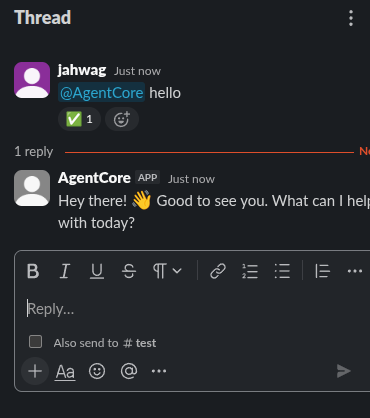 Thread
jahwag Just now
@AgentCore hello
✅ 1
1 reply
AgentCore APP Just now
Hey there! 👋 Good to see you. What can I help
with today?
B I U S
Reply...
Also send to # test
+ Aa @